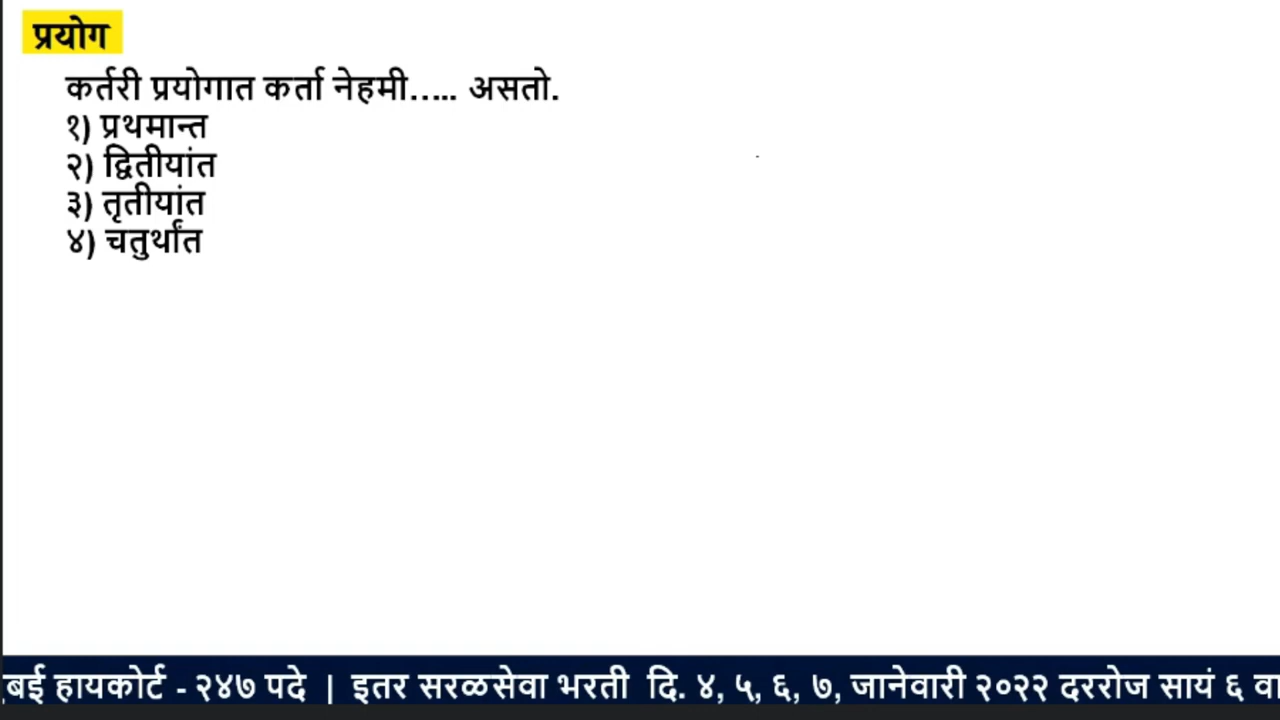 प्रयोग
कर्तरी प्रयोगात कर्ता नेहमी..... असतो.
१) प्रथमान्त
२) द्वितीयांत
३) तृतीयांत
४) चतुर्थांत
बई हायकोर्ट - २४७ पदे | इतर सरळसेवा भरती दि. ४, ५, ६, ७, जानेवारी २०२२ दररोज सायं ६ वा